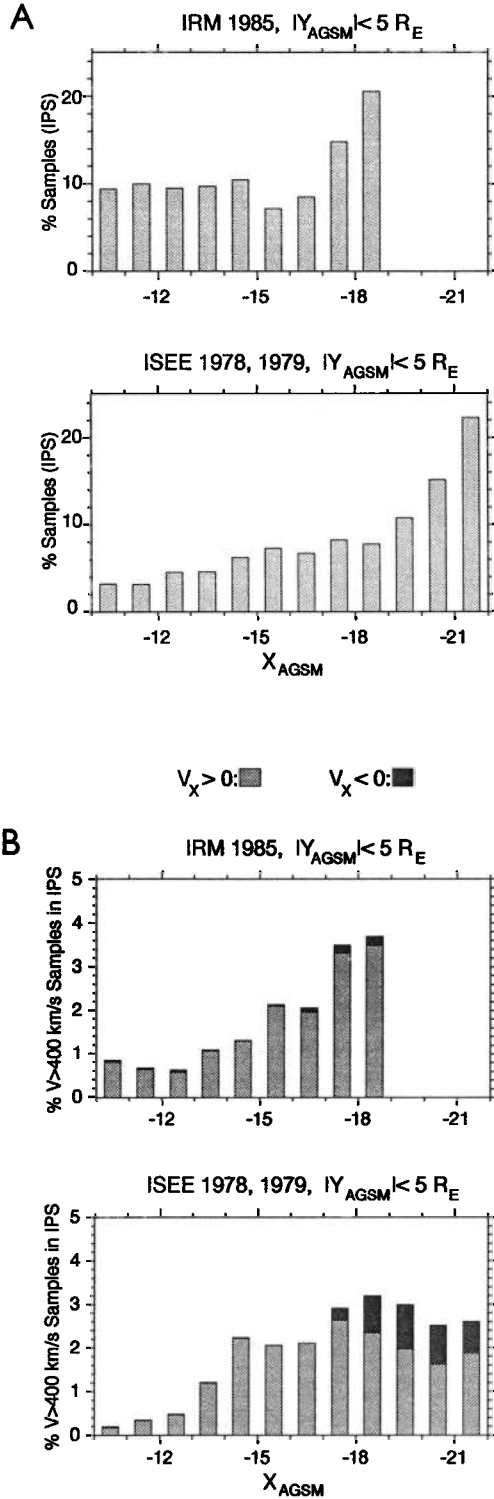 A
IRM 1985, |Y_AGSM|< 5 R_E
% Samples (IPS)
20
10
0
-12 -15 -18 -21
ISEE 1978, 1979, |Y_AGSM|< 5 R_E
% Samples (IPS)
20
10
0
-12 -15 -18 -21
X_AGSM
V_X > 0: V_X < 0:
B
IRM 1985, |Y_AGSM|< 5 R_E
% V>400 km/s Samples in IPS
5
4
3
2
1
0
-12 -15 -18 -21
ISEE 1978, 1979, |Y_AGSM|< 5 R_E
% V>400 km/s Samples in IPS
5
4
3
2
1
0
-12 -15 -18 -21
X_AGSM